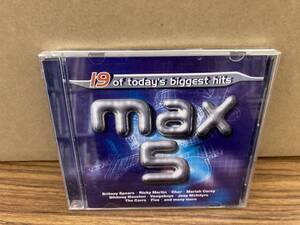 19 of today's biggest hits
max
5
Britney Spears · Ricky Martin · Cher · Mariah Carey
Whitney Houston · Vengaboys · Joey McIntyre
The Corrs · Five · and many more